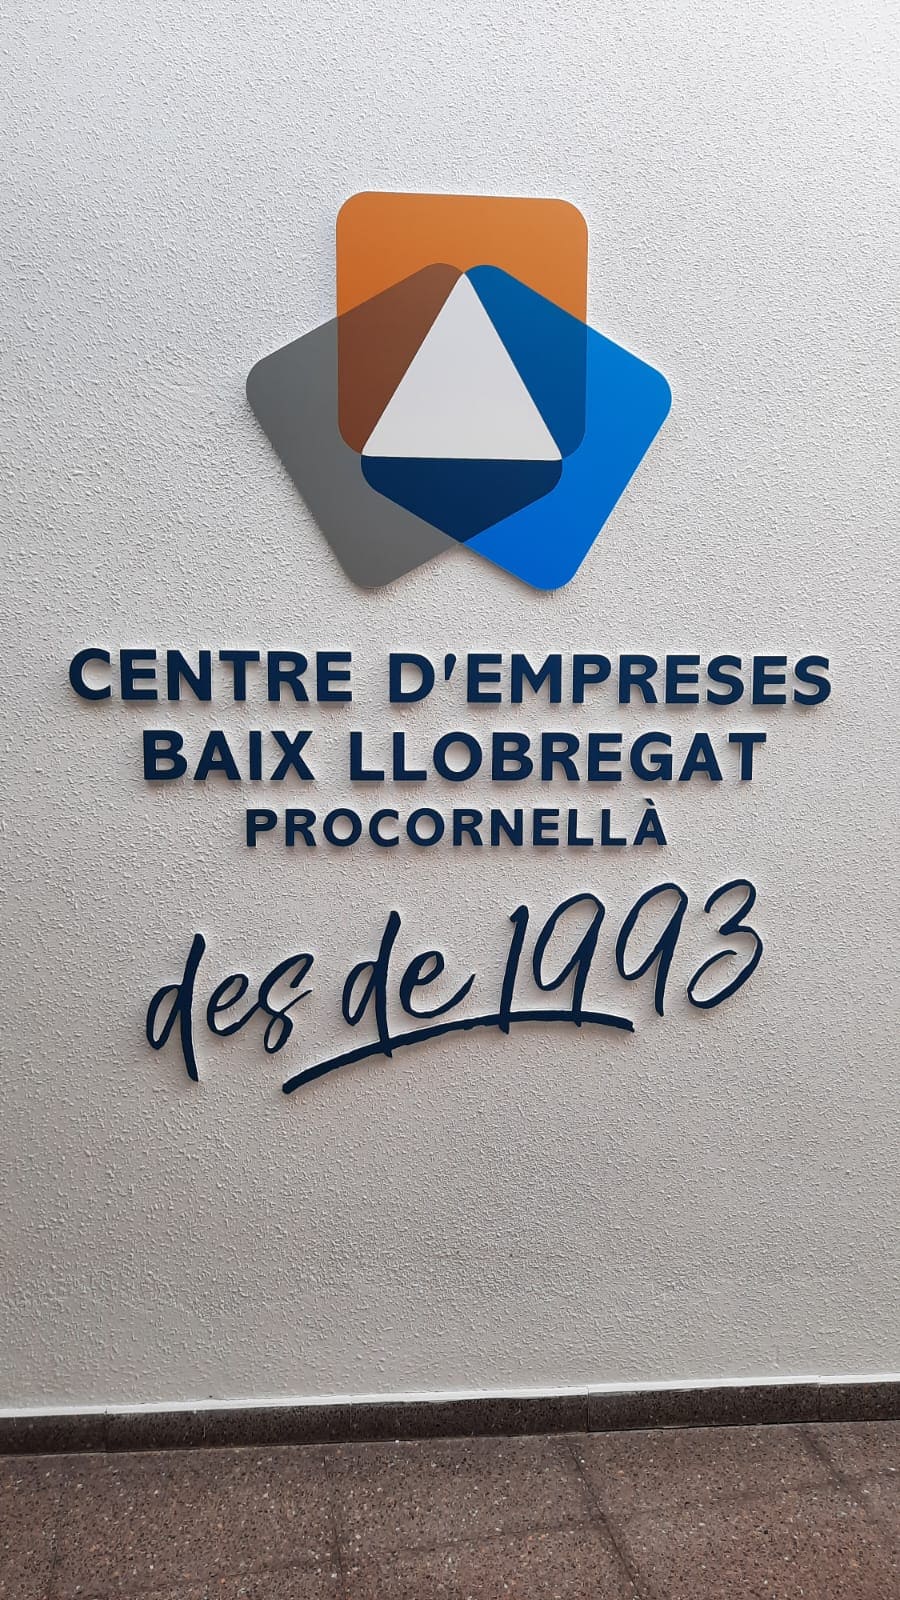 CENTRE D'EMPRESES
BAIX LLOBREGAT
PROCORNELLÀ
des de 1993